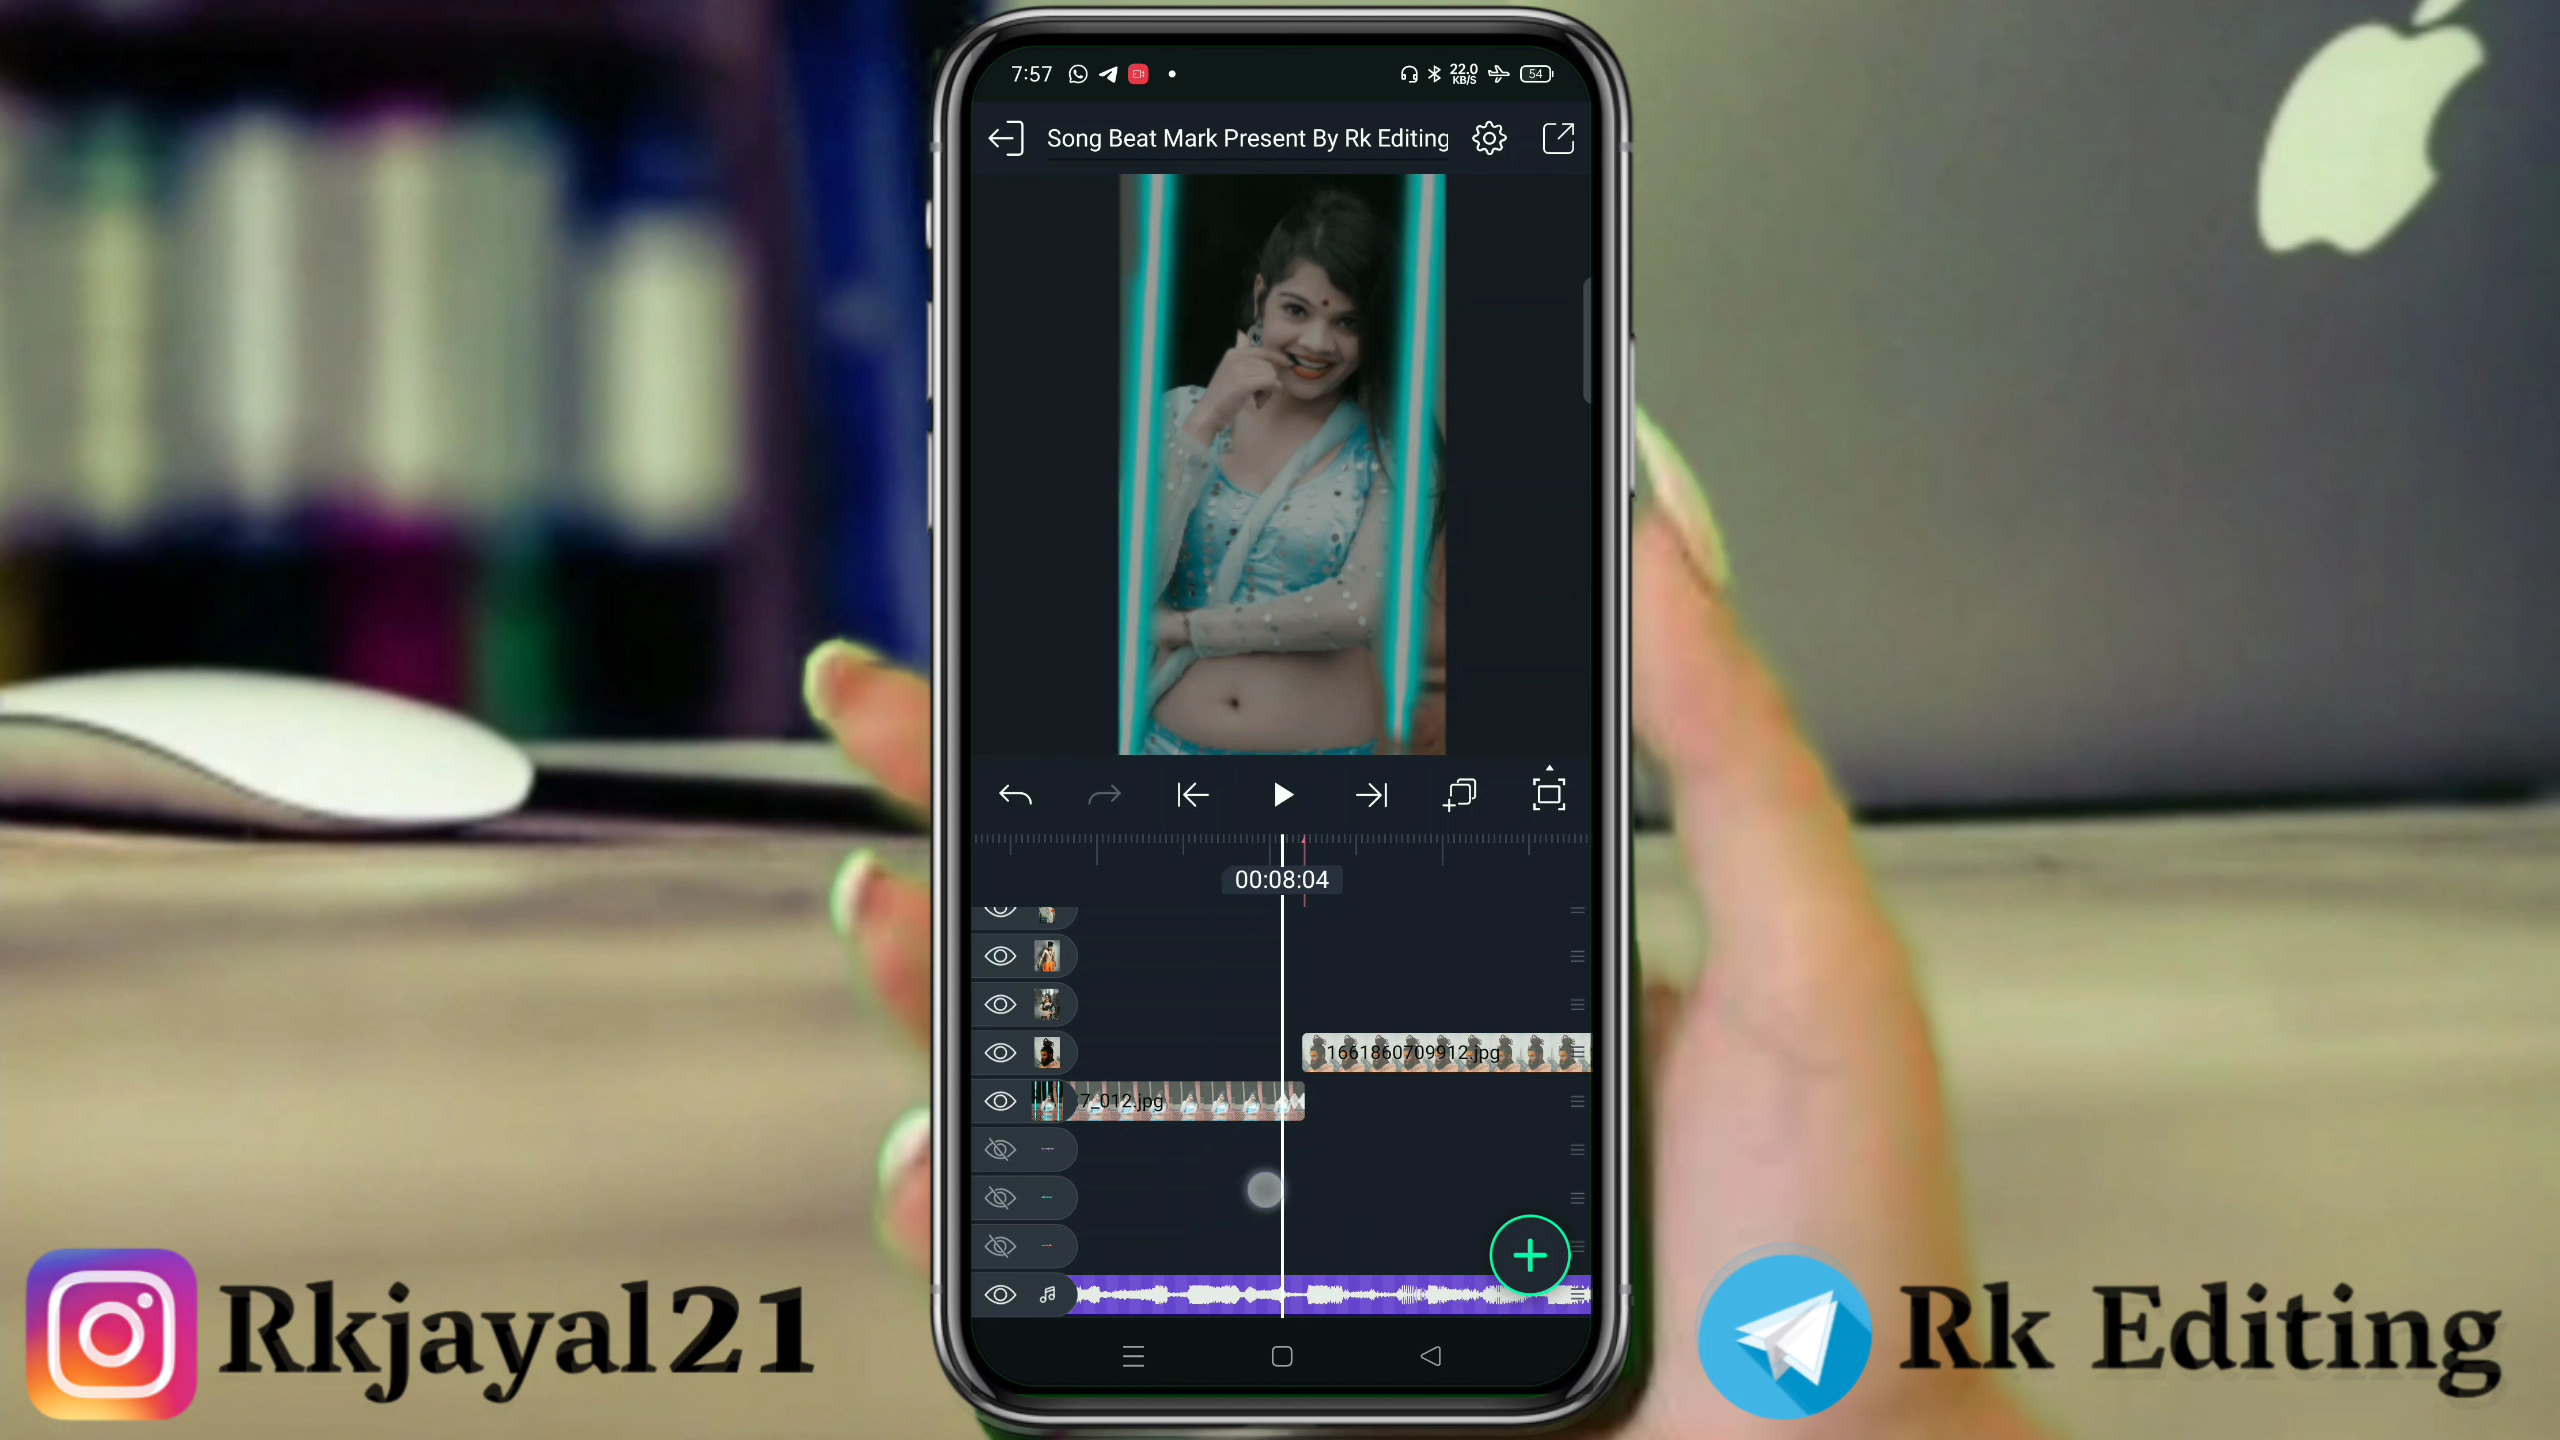 7:57
22.0
KB/S
54
Song Beat Mark Present By Rk Editing
00:08:04
1661860709912.jpg
7_012.jpg
Rkjayal21
Rk Editing